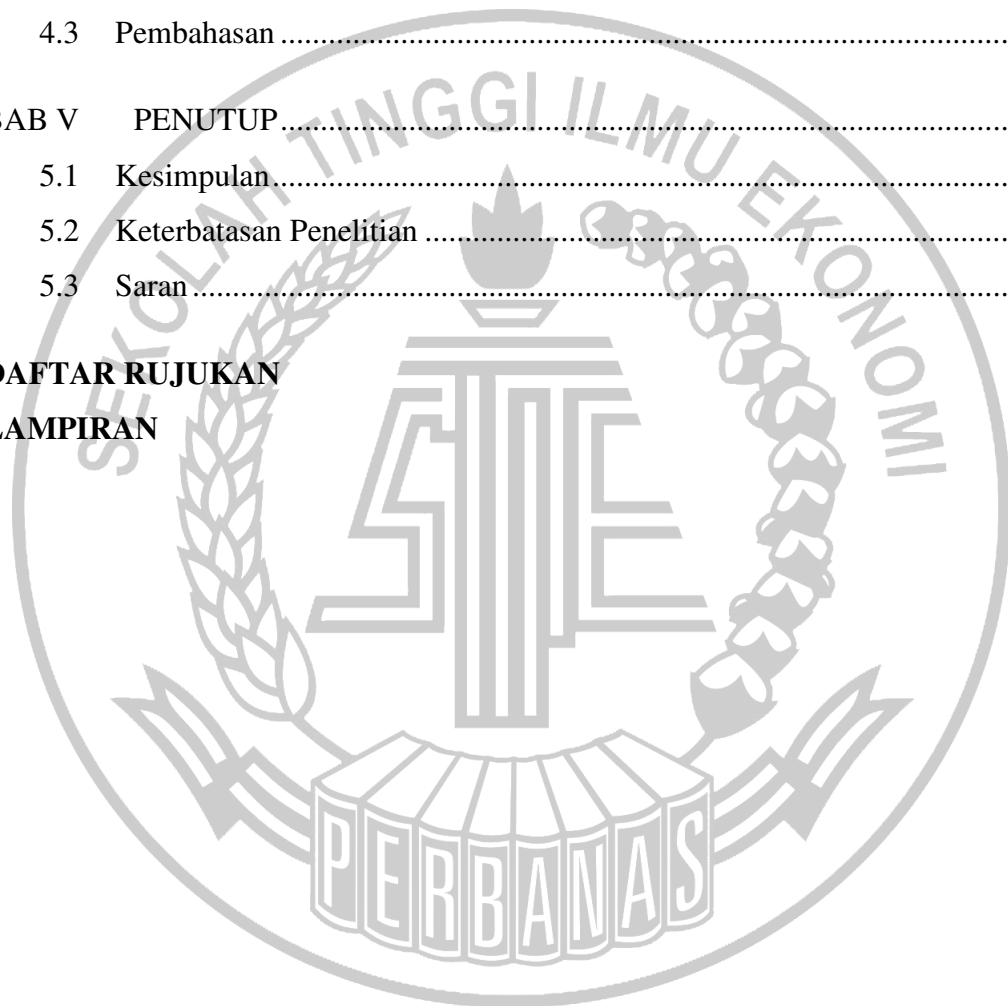 4.3 Pembahasan ........................................................................................
BAB V PENUTUP ........................................................................................
5.1 Kesimpulan ........................................................................................
5.2 Keterbatasan Penelitian ........................................................................................
5.3 Saran ........................................................................................
DAFTAR RUJUKAN
LAMPIRAN
SEKOLAH TINGGI ILMU EKONOMI
STIE
PERBANAS